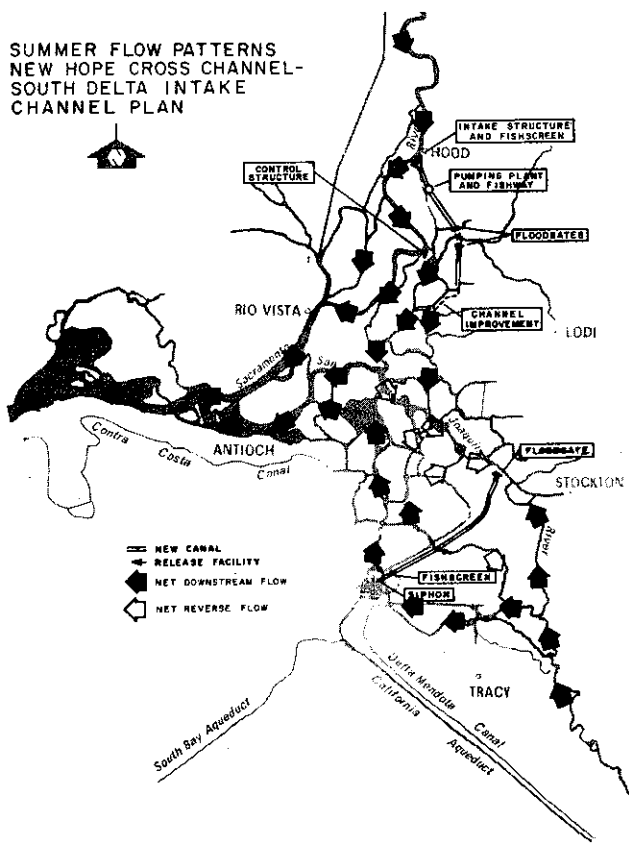 SUMMER FLOW PATTERNS
NEW HOPE CROSS CHANNEL-
SOUTH DELTA INTAKE
CHANNEL PLAN
N
River
INTAKE STRUCTURE
AND FISHSCREEN
HOOD
CONTROL
STRUCTURE
PUMPING PLANT
AND FISHWAY
FLOODGATES
RIO VISTA
CHANNEL
IMPROVEMENT
LODI
Sacramento
San
Joaquin
Contra
Costa
Canal
ANTIOCH
FLOODGATE
STOCKTON
River
NEW CANAL
RELEASE FACILITY
NET DOWNSTREAM FLOW
NET REVERSE FLOW
FISHSCREEN
SIPHON
TRACY
Delta Mendota Canal
California Aqueduct
South Bay Aqueduct